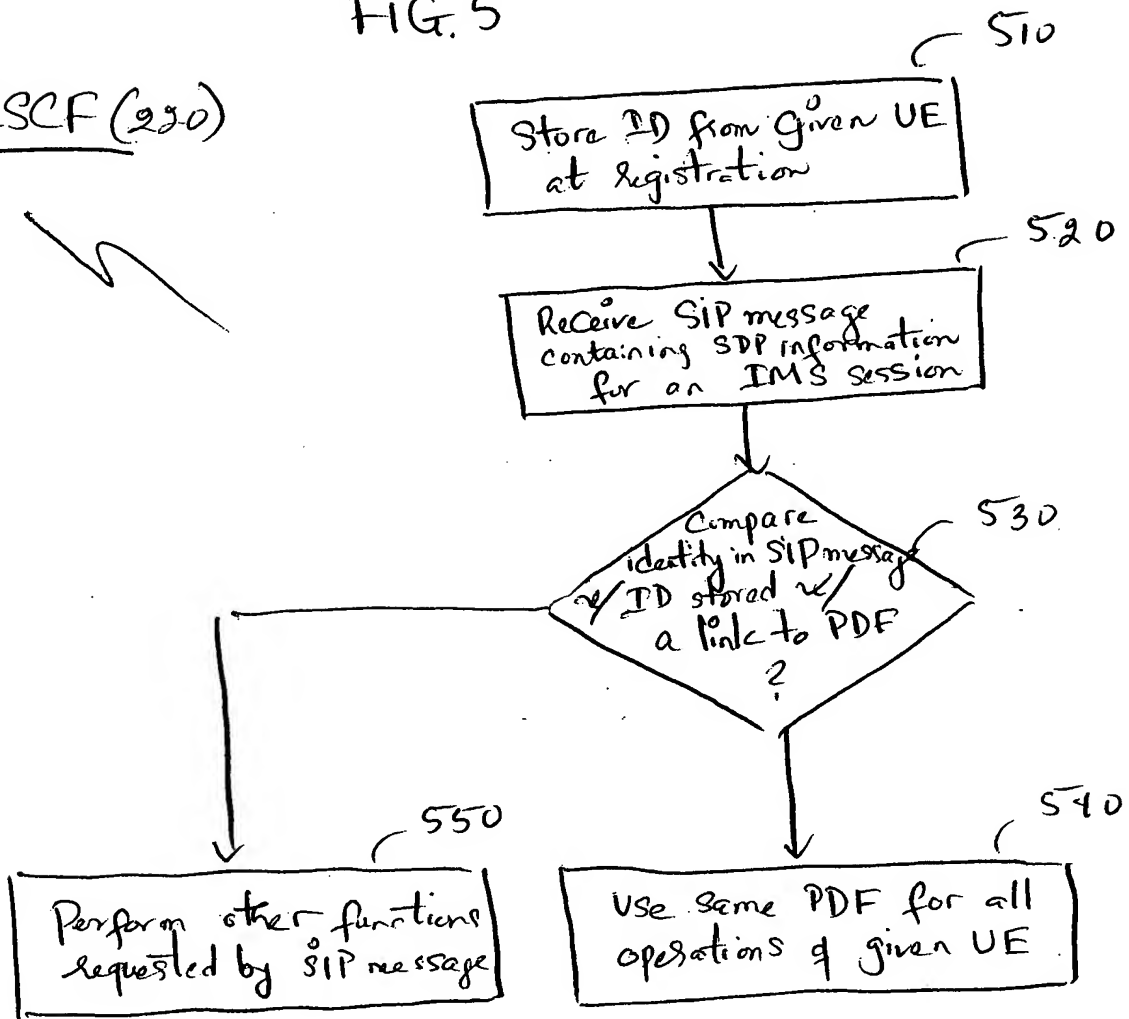 FIG. 5
SCF (220)
510
Store ID from given UE
at registration
520
Receive SIP message
containing SDP information
for an IMS session
530
Compare
identity in SIP message
w/ ID stored w/
a link to PDF
?
550
Perform other functions
requested by SIP message
540
Use same PDF for all
operations of given UE